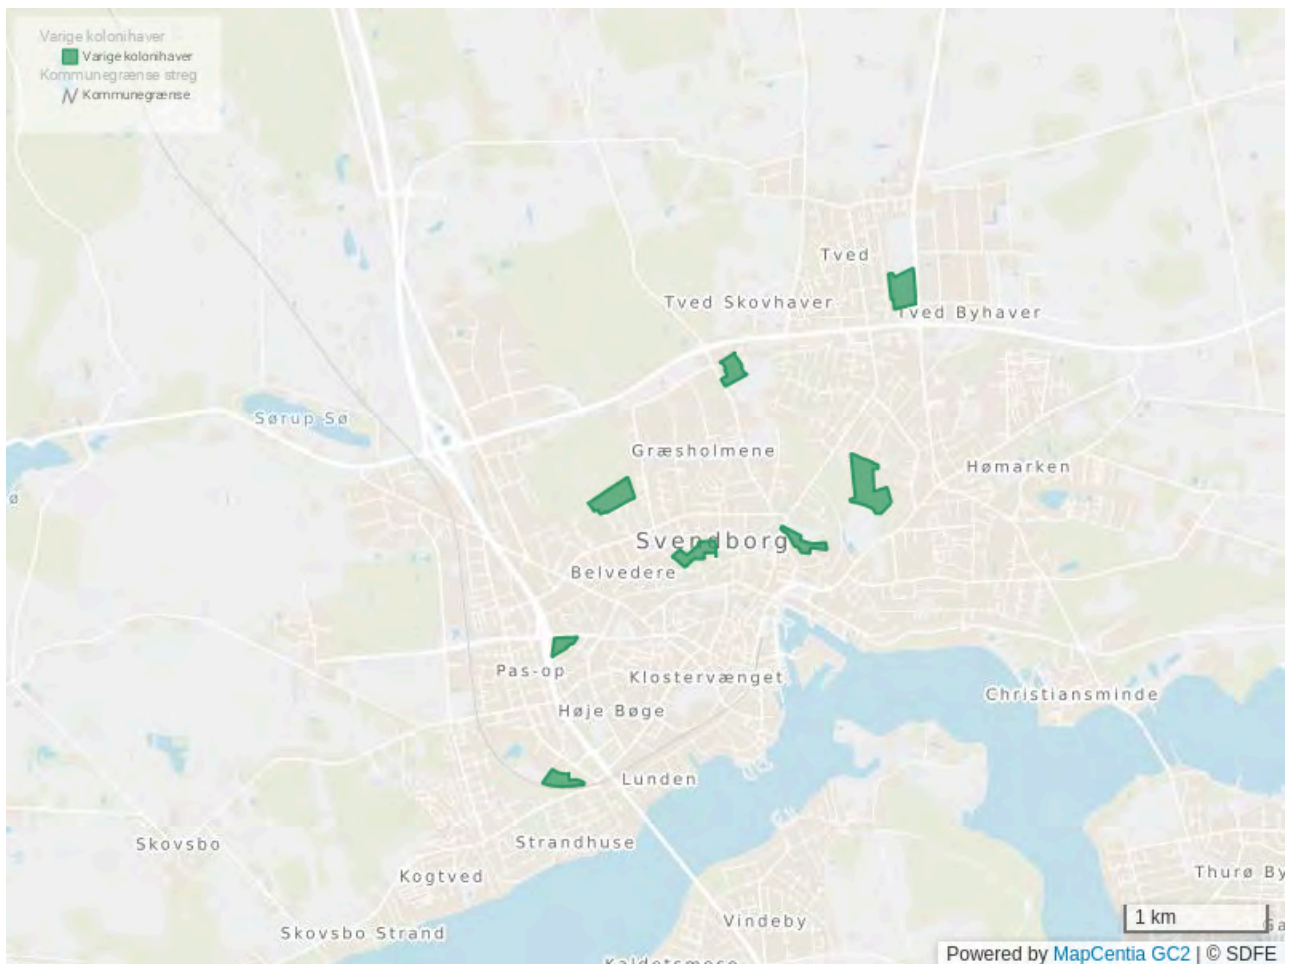 Varige kolonihaver
Varige kolonihaver
Kommunegrænse streg
Kommunegrænse
Tved
Tved Skovhaver
Tved Byhaver
Sørup Sø
Græsholmene
Hømarken
ø
Svendborg
Belvedere
Pas-op
Klostervænget
Christiansminde
Høje Bøge
Lunden
Skovsbo
Strandhuse
Kogtved
Thurø By
Vindeby
Skovsbo Strand
1 km
Powered by MapCentia GC2 | © SDFE